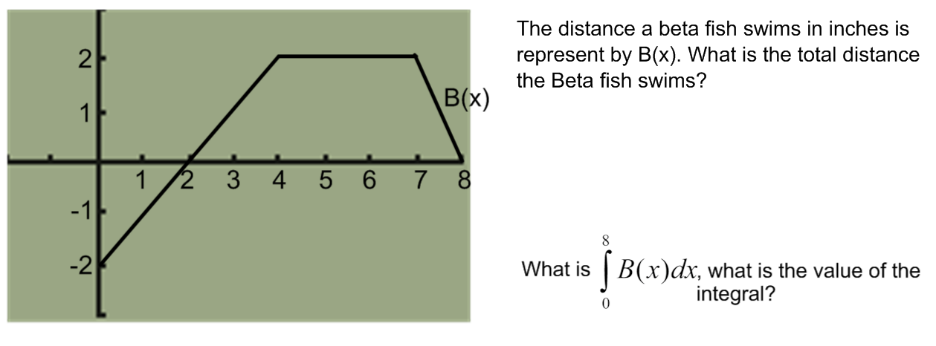 2
1
B(x)
1 2 3 4 5 6 7 8
-1
-2
The distance a beta fish swims in inches is
represent by B(x). What is the total distance
the Beta fish swims?
What is ∫₀⁸ B(x)dx, what is the value of the
integral?